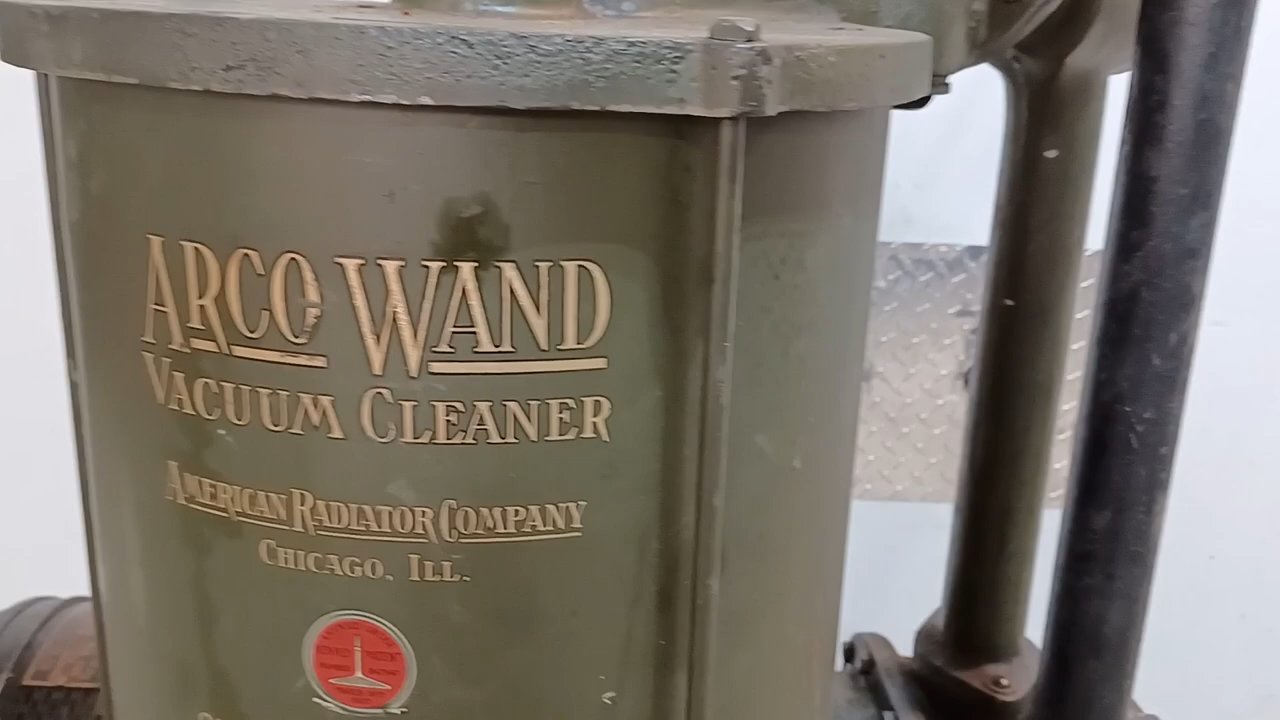 ARCO WAND
VACUUM CLEANER
AMERICAN RADIATOR COMPANY
CHICAGO. ILL.